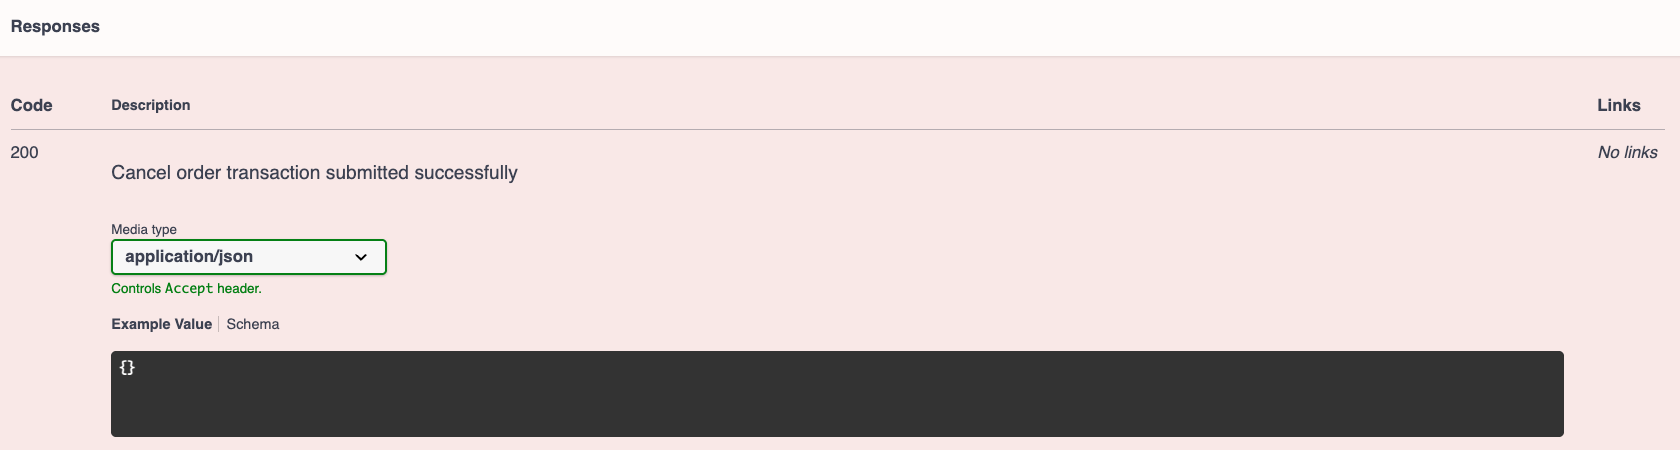 Responses
Code Description Links
200 No links
Cancel order transaction submitted successfully
Media type
application/json
Controls Accept header.
Example Value Schema
{}